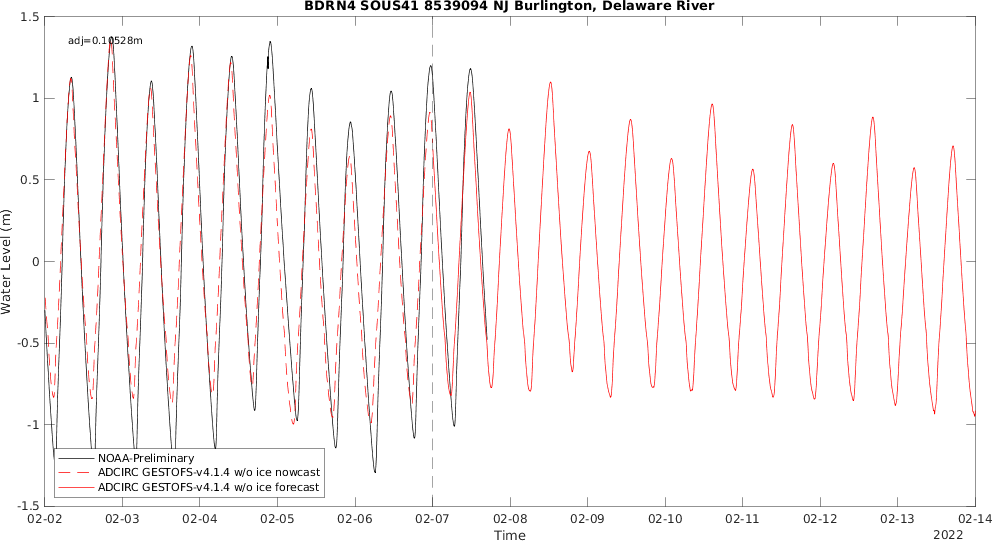 BDRN4 SOUS41 8539094 NJ Burlington, Delaware River
adj=0.10528m
1.5
1
0.5
0
-0.5
-1
-1.5
Water Level (m)
NOAA-Preliminary
ADCIRC GESTOFS-v4.1.4 w/o ice nowcast
ADCIRC GESTOFS-v4.1.4 w/o ice forecast
02-02 02-03 02-04 02-05 02-06 02-07 02-08 02-09 02-10 02-11 02-12 02-13 02-14
Time
2022